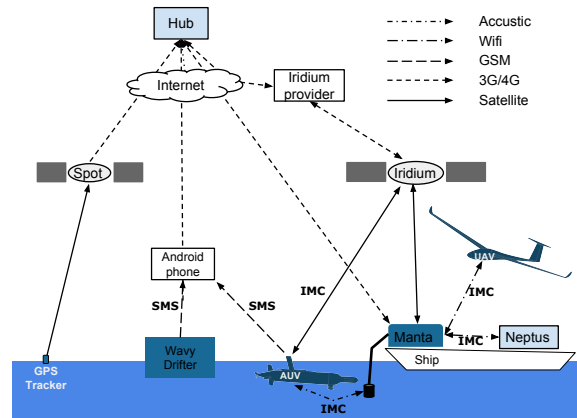 Hub
Accustic
Wifi
GSM
3G/4G
Satellite
Internet
Iridium
provider
Spot
Iridium
UAV
Android
phone
IMC
IMC
SMS
SMS
Manta
IMC
Neptus
Ship
Wavy
Drifter
GPS
Tracker
AUV
IMC